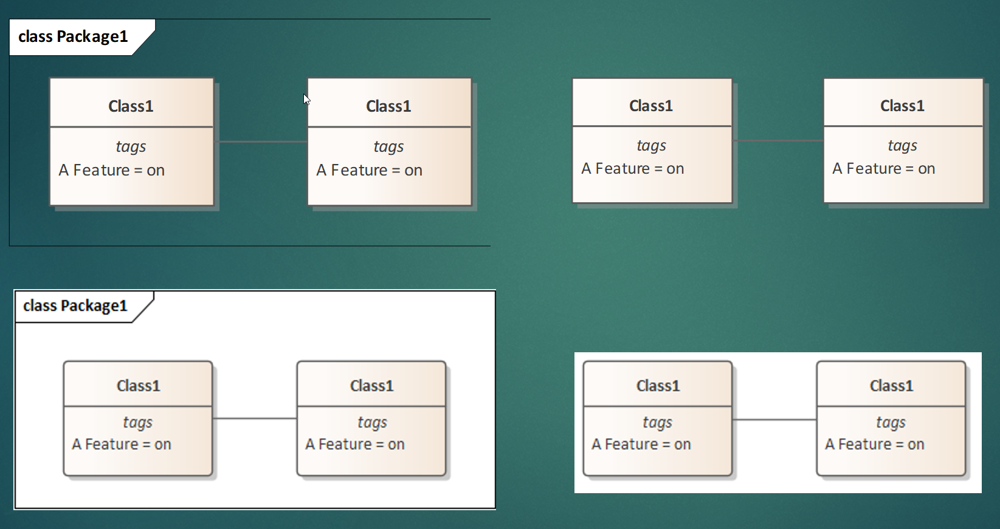 class Package1
Class1
tags
A Feature = on
Class1
tags
A Feature = on
Class1
tags
A Feature = on
Class1
tags
A Feature = on
class Package1
Class1
tags
A Feature = on
Class1
tags
A Feature = on
Class1
tags
A Feature = on
Class1
tags
A Feature = on